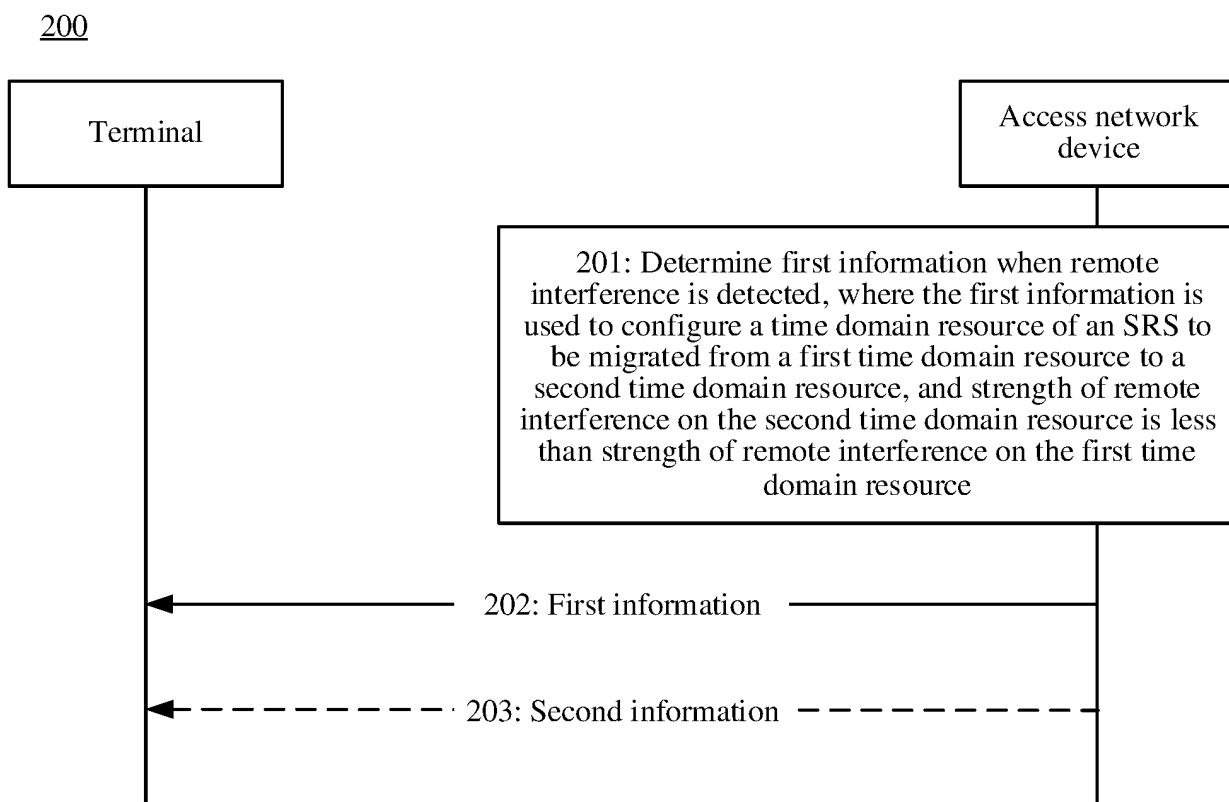 200
Terminal
Access network
device
201: Determine first information when remote
interference is detected, where the first information is
used to configure a time domain resource of an SRS to
be migrated from a first time domain resource to a
second time domain resource, and strength of remote
interference on the second time domain resource is less
than strength of remote interference on the first time
domain resource
202: First information
203: Second information